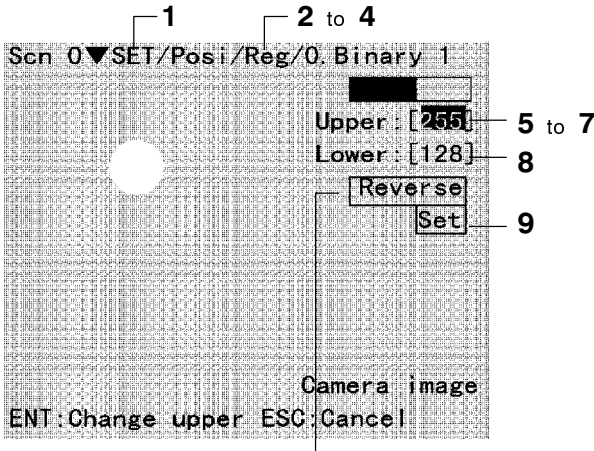 1 2 to 4
Scn 0▼SET/Posi/Reg/0. Binary 1
Upper:[255] 5 to 7
Lower:[128] 8
Reverse
Set 9
Camera image
ENT:Change upper ESC:Cancel